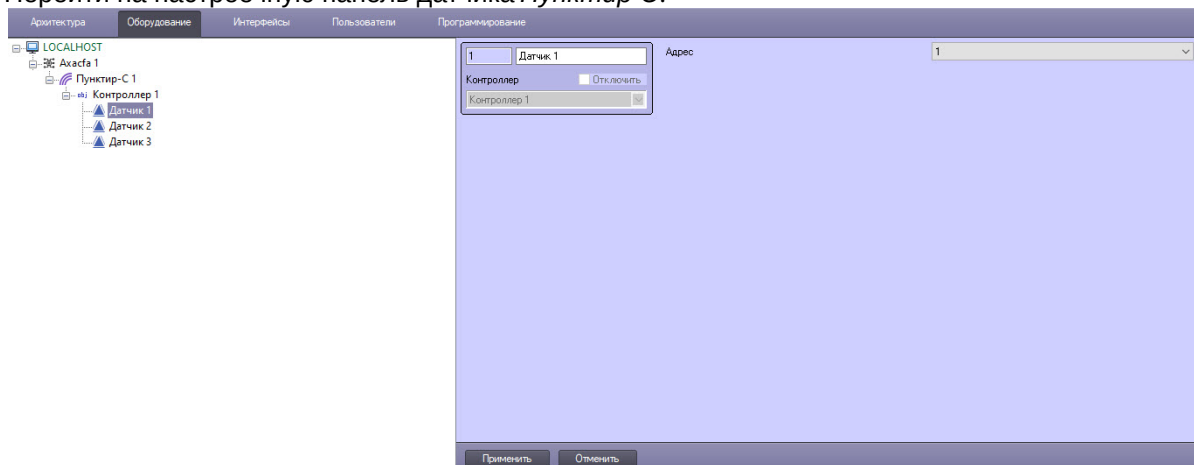 Перейти на настроечную панель датчика Пунктир-С.
Архитектура Оборудование Интерфейсы Пользователи Программирование
LOCALHOST
Axacfa 1
Пунктир-С 1
Контроллер 1
Датчик 1
Датчик 2
Датчик 3
1 Датчик 1
Контроллер Отключить
Контроллер 1
Адрес 1
Применить Отменить